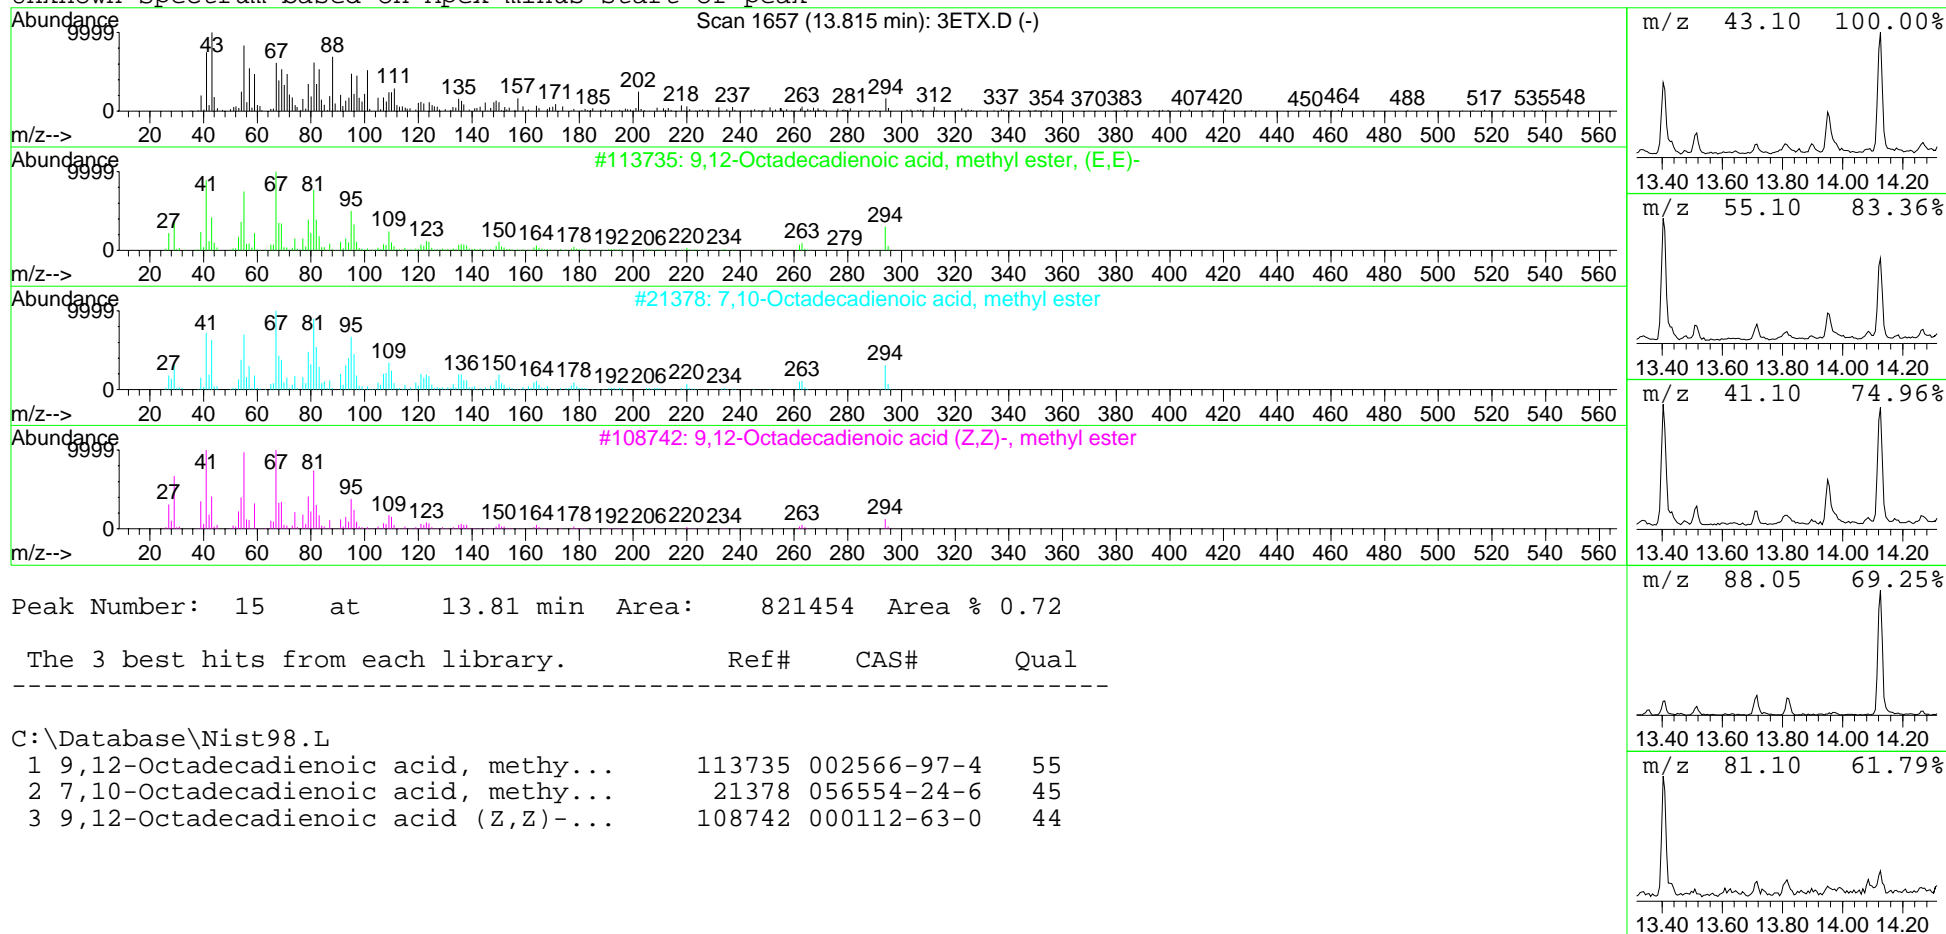 Unknown Spectrum based on Apex minus start of peak
Abundance
Scan 1657 (13.815 min): 3ETX.D (-)
9999
43 67 88 111 135 157 171 185 202 218 237 263 281 294 312 337 354 370 383 407 420 450 464 488 517 535 548
0
20 40 60 80 100 120 140 160 180 200 220 240 260 280 300 320 340 360 380 400 420 440 460 480 500 520 540 560
m/z-->
Abundance
#113735: 9,12-Octadecadienoic acid, methyl ester, (E,E)-
9999
27 41 67 81 95 109 123 150 164 178 192 206 220 234 263 279 294
0
20 40 60 80 100 120 140 160 180 200 220 240 260 280 300 320 340 360 380 400 420 440 460 480 500 520 540 560
m/z-->
Abundance
#21378: 7,10-Octadecadienoic acid, methyl ester
9999
27 41 67 81 95 109 136 150 164 178 192 206 220 234 263 294
0
20 40 60 80 100 120 140 160 180 200 220 240 260 280 300 320 340 360 380 400 420 440 460 480 500 520 540 560
m/z-->
Abundance
#108742: 9,12-Octadecadienoic acid (Z,Z)-, methyl ester
9999
27 41 67 81 95 109 123 150 164 178 192 206 220 234 263 294
0
20 40 60 80 100 120 140 160 180 200 220 240 260 280 300 320 340 360 380 400 420 440 460 480 500 520 540 560
m/z-->
m/z 43.10 100.00%
13.40 13.60 13.80 14.00 14.20
m/z 55.10 83.36%
13.40 13.60 13.80 14.00 14.20
m/z 41.10 74.96%
13.40 13.60 13.80 14.00 14.20
m/z 88.05 69.25%
13.40 13.60 13.80 14.00 14.20
m/z 81.10 61.79%
13.40 13.60 13.80 14.00 14.20
Peak Number: 15 at 13.81 min Area: 821454 Area % 0.72
The 3 best hits from each library. Ref# CAS# Qual
C:\Database\Nist98.L
1 9,12-Octadecadienoic acid, methy... 113735 002566-97-4 55
2 7,10-Octadecadienoic acid, methy... 21378 056554-24-6 45
3 9,12-Octadecadienoic acid (Z,Z)-... 108742 000112-63-0 44